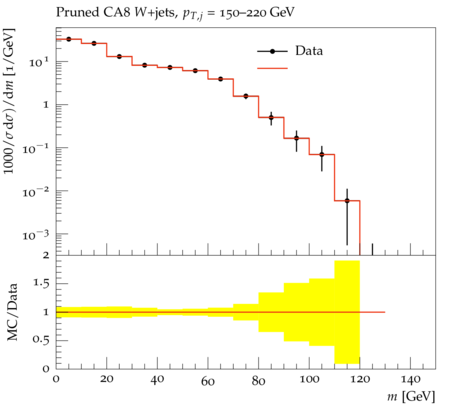 Pruned CA8 W+jets, p_{T,j} = 150–220 GeV
Data
1000/σ dσ)/dm [1/GeV]
10^1
1
10^{−1}
10^{−2}
10^{−3}
MC/Data
2
1.5
1
0.5
0
0 20 40 60 80 100 120 140
m [GeV]